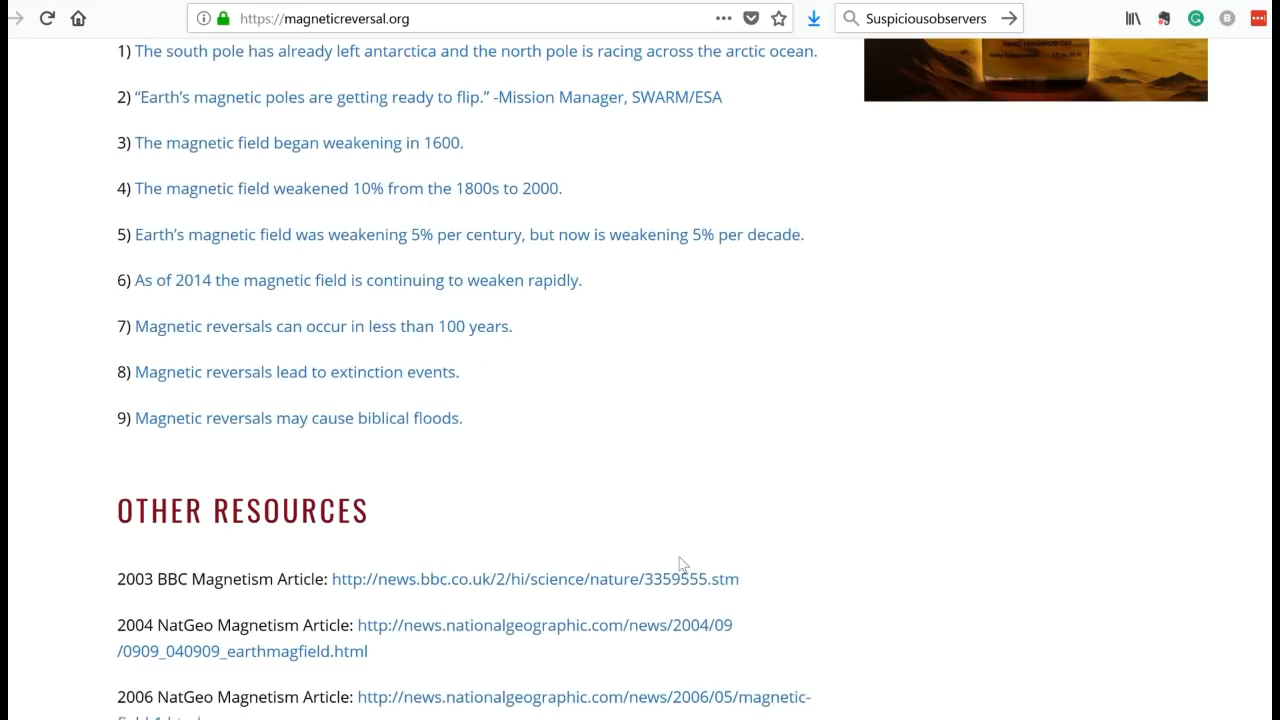 https://magneticreversal.org
Suspiciousobservers
1) The south pole has already left antarctica and the north pole is racing across the arctic ocean.
2) “Earth’s magnetic poles are getting ready to flip.” -Mission Manager, SWARM/ESA
3) The magnetic field began weakening in 1600.
4) The magnetic field weakened 10% from the 1800s to 2000.
5) Earth’s magnetic field was weakening 5% per century, but now is weakening 5% per decade.
6) As of 2014 the magnetic field is continuing to weaken rapidly.
7) Magnetic reversals can occur in less than 100 years.
8) Magnetic reversals lead to extinction events.
9) Magnetic reversals may cause biblical floods.
OTHER RESOURCES
2003 BBC Magnetism Article: http://news.bbc.co.uk/2/hi/science/nature/3359555.stm
2004 NatGeo Magnetism Article: http://news.nationalgeographic.com/news/2004/09
/0909_040909_earthmagfield.html
2006 NatGeo Magnetism Article: http://news.nationalgeographic.com/news/2006/05/magnetic-